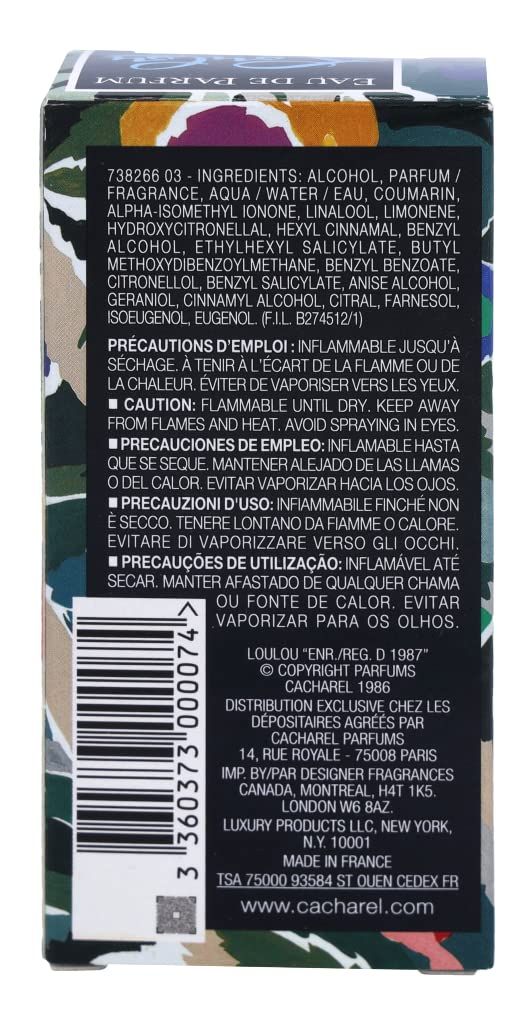 EAU DE PARFUM
738266 03 - INGREDIENTS: ALCOHOL, PARFUM /
FRAGRANCE, AQUA / WATER / EAU, COUMARIN,
ALPHA-ISOMETHYL IONONE, LINALOOL, LIMONENE,
HYDROXYCITRONELLAL, HEXYL CINNAMAL, BENZYL
ALCOHOL, ETHYLHEXYL SALICYLATE, BUTYL
METHOXYDIBENZOYLMETHANE, BENZYL BENZOATE,
CITRONELLOL, BENZYL SALICYLATE, ANISE ALCOHOL,
GERANIOL, CINNAMYL ALCOHOL, CITRAL, FARNESOL,
ISOEUGENOL, EUGENOL. (F.I.L. B274512/1)
PRÉCAUTIONS D'EMPLOI : INFLAMMABLE JUSQU'À
SÉCHAGE. À TENIR À L'ÉCART DE LA FLAMME OU DE
LA CHALEUR. ÉVITER DE VAPORISER VERS LES YEUX.
■ CAUTION: FLAMMABLE UNTIL DRY. KEEP AWAY
FROM FLAMES AND HEAT. AVOID SPRAYING IN EYES.
■ PRECAUCIONES DE EMPLEO: INFLAMABLE HASTA
QUE SE SEQUE. MANTENER ALEJADO DE LAS LLAMAS
O DEL CALOR. EVITAR VAPORIZAR HACIA LOS OJOS.
■ PRECAUZIONI D'USO: INFIAMMABILE FINCHÉ NON
È SECCO. TENERE LONTANO DA FIAMME O CALORE.
EVITARE DI VAPORIZZARE VERSO GLI OCCHI.
■ PRECAUÇÕES DE UTILIZAÇÃO: INFLAMÁVEL ATÉ
SECAR. MANTER AFASTADO DE QUALQUER CHAMA
OU FONTE DE CALOR. EVITAR
VAPORIZAR PARA OS OLHOS.
LOULOU "ENR./REG. D 1987"
© COPYRIGHT PARFUMS
CACHAREL 1986
DISTRIBUTION EXCLUSIVE CHEZ LES
DÉPOSITAIRES AGRÉÉS PAR
CACHAREL PARFUMS
14, RUE ROYALE - 75008 PARIS
IMP. BY/PAR DESIGNER FRAGRANCES
CANADA, MONTREAL, H4T 1K5.
LONDON W6 8AZ.
LUXURY PRODUCTS LLC, NEW YORK,
N.Y. 10001
MADE IN FRANCE
TSA 75000 93584 ST OUEN CEDEX FR
www.cacharel.com
3 360373 000074 >